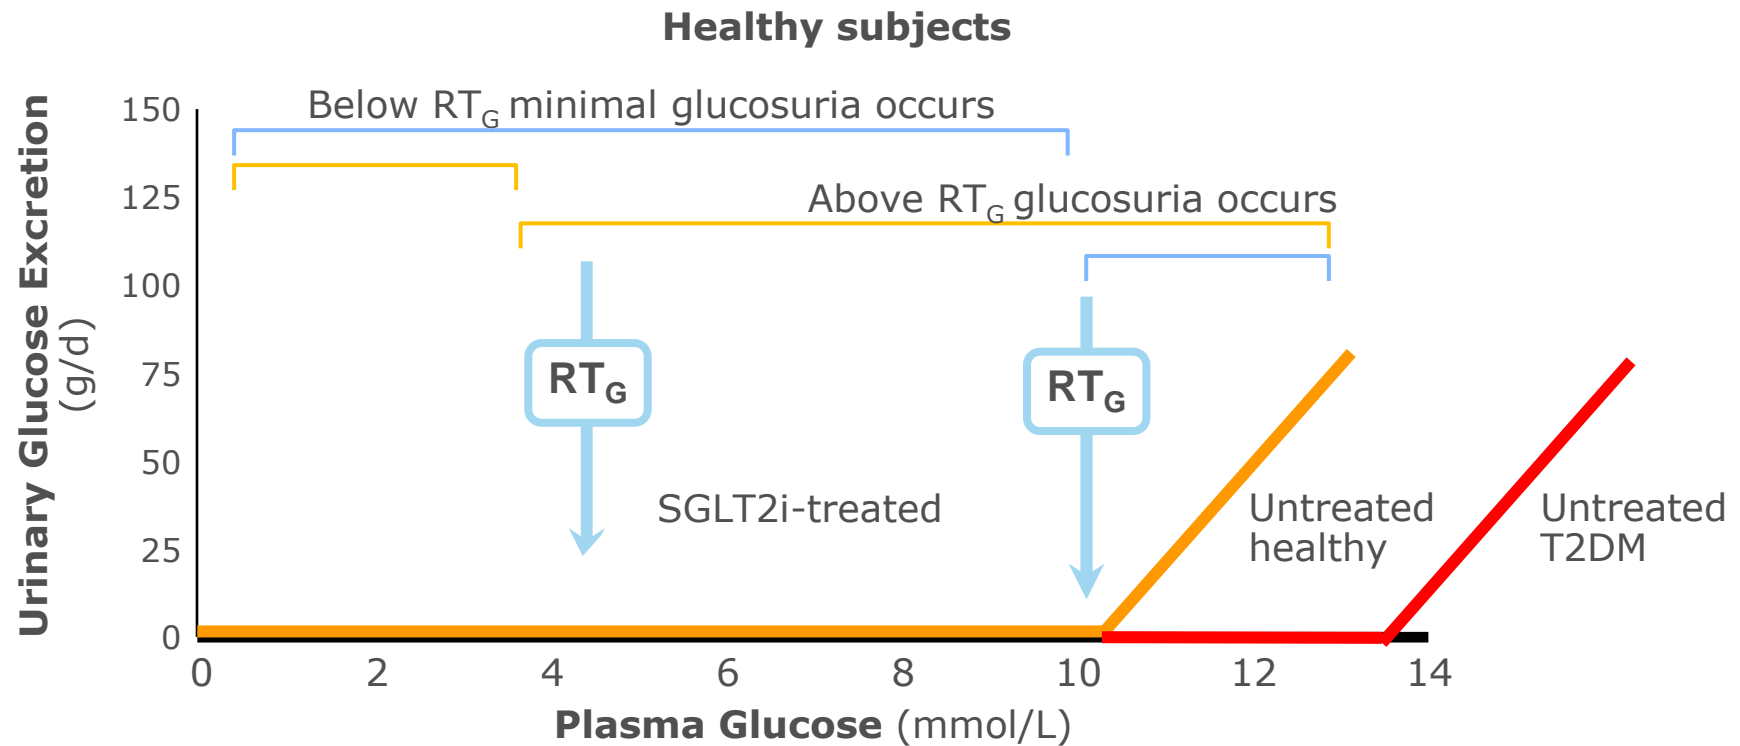 Healthy subjects
Below RTG minimal glucosuria occurs
Above RTG glucosuria occurs
Urinary Glucose Excretion
(g/d)
150
125
100
75
50
25
0
RTG
RTG
SGLT2i-treated
Untreated
healthy
Untreated
T2DM
0 2 4 6 8 10 12 14
Plasma Glucose (mmol/L)